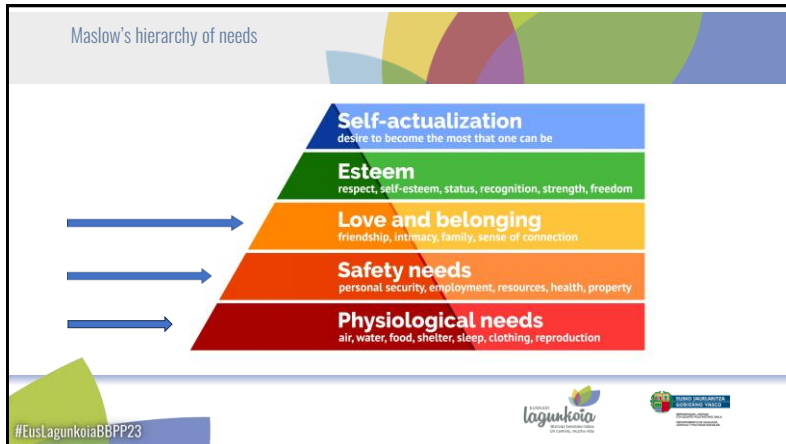 Maslow's hierarchy of needs
Self-actualization
desire to become the most that one can be
Esteem
respect, self-esteem, status, recognition, strength, freedom
Love and belonging
friendship, intimacy, family, sense of connection
Safety needs
personal security, employment, resources, health, property
Physiological needs
air, water, food, shelter, sleep, clothing, reproduction
#EusLagunkoiaBBPP23
EUSKADI
lagunkoia
EUSKO JAURLARITZA
GOBIERNO VASCO